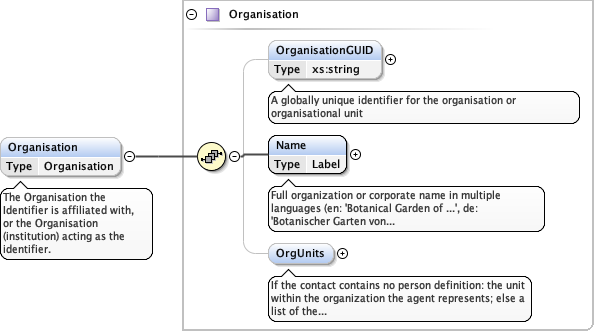 Organisation
OrganisationGUID
Type xs:string
A globally unique identifier for the organisation or
organisational unit
Organisation
Type Organisation
The Organisation the
Identifier is affiliated with,
or the Organisation
(institution) acting as the
identifier.
Name
Type Label
Full organization or corporate name in multiple
languages (en: 'Botanical Garden of ...', de:
'Botanischer Garten von...
OrgUnits
If the contact contains no person definition: the unit
within the organization the agent represents; else a
list of the...